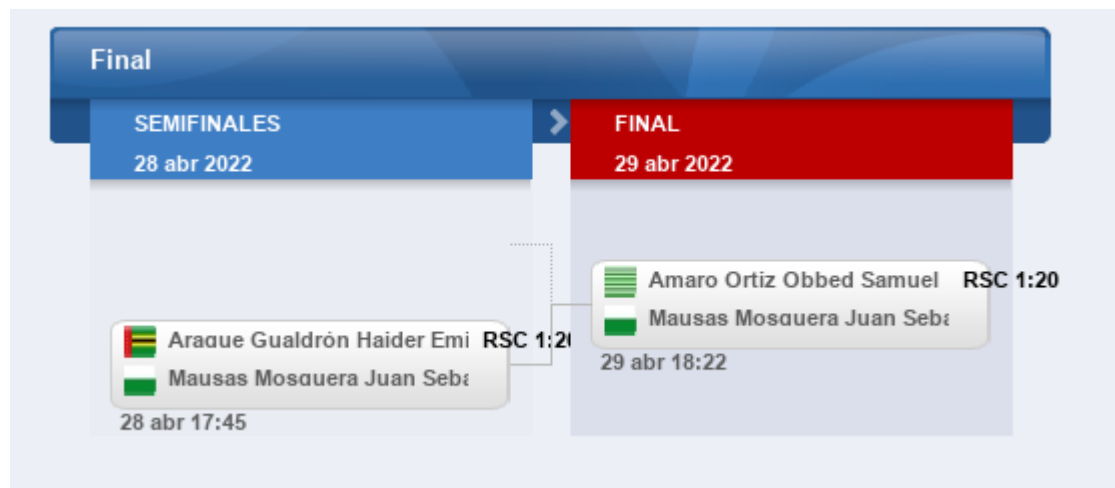 Final
SEMIFINALES
28 abr 2022
FINAL
29 abr 2022
Araque Gualdrón Haider Emi RSC 1:20
Mausas Mosquera Juan Seba
28 abr 17:45
Amaro Ortiz Obbed Samuel RSC 1:20
Mausas Mosquera Juan Seba
29 abr 18:22